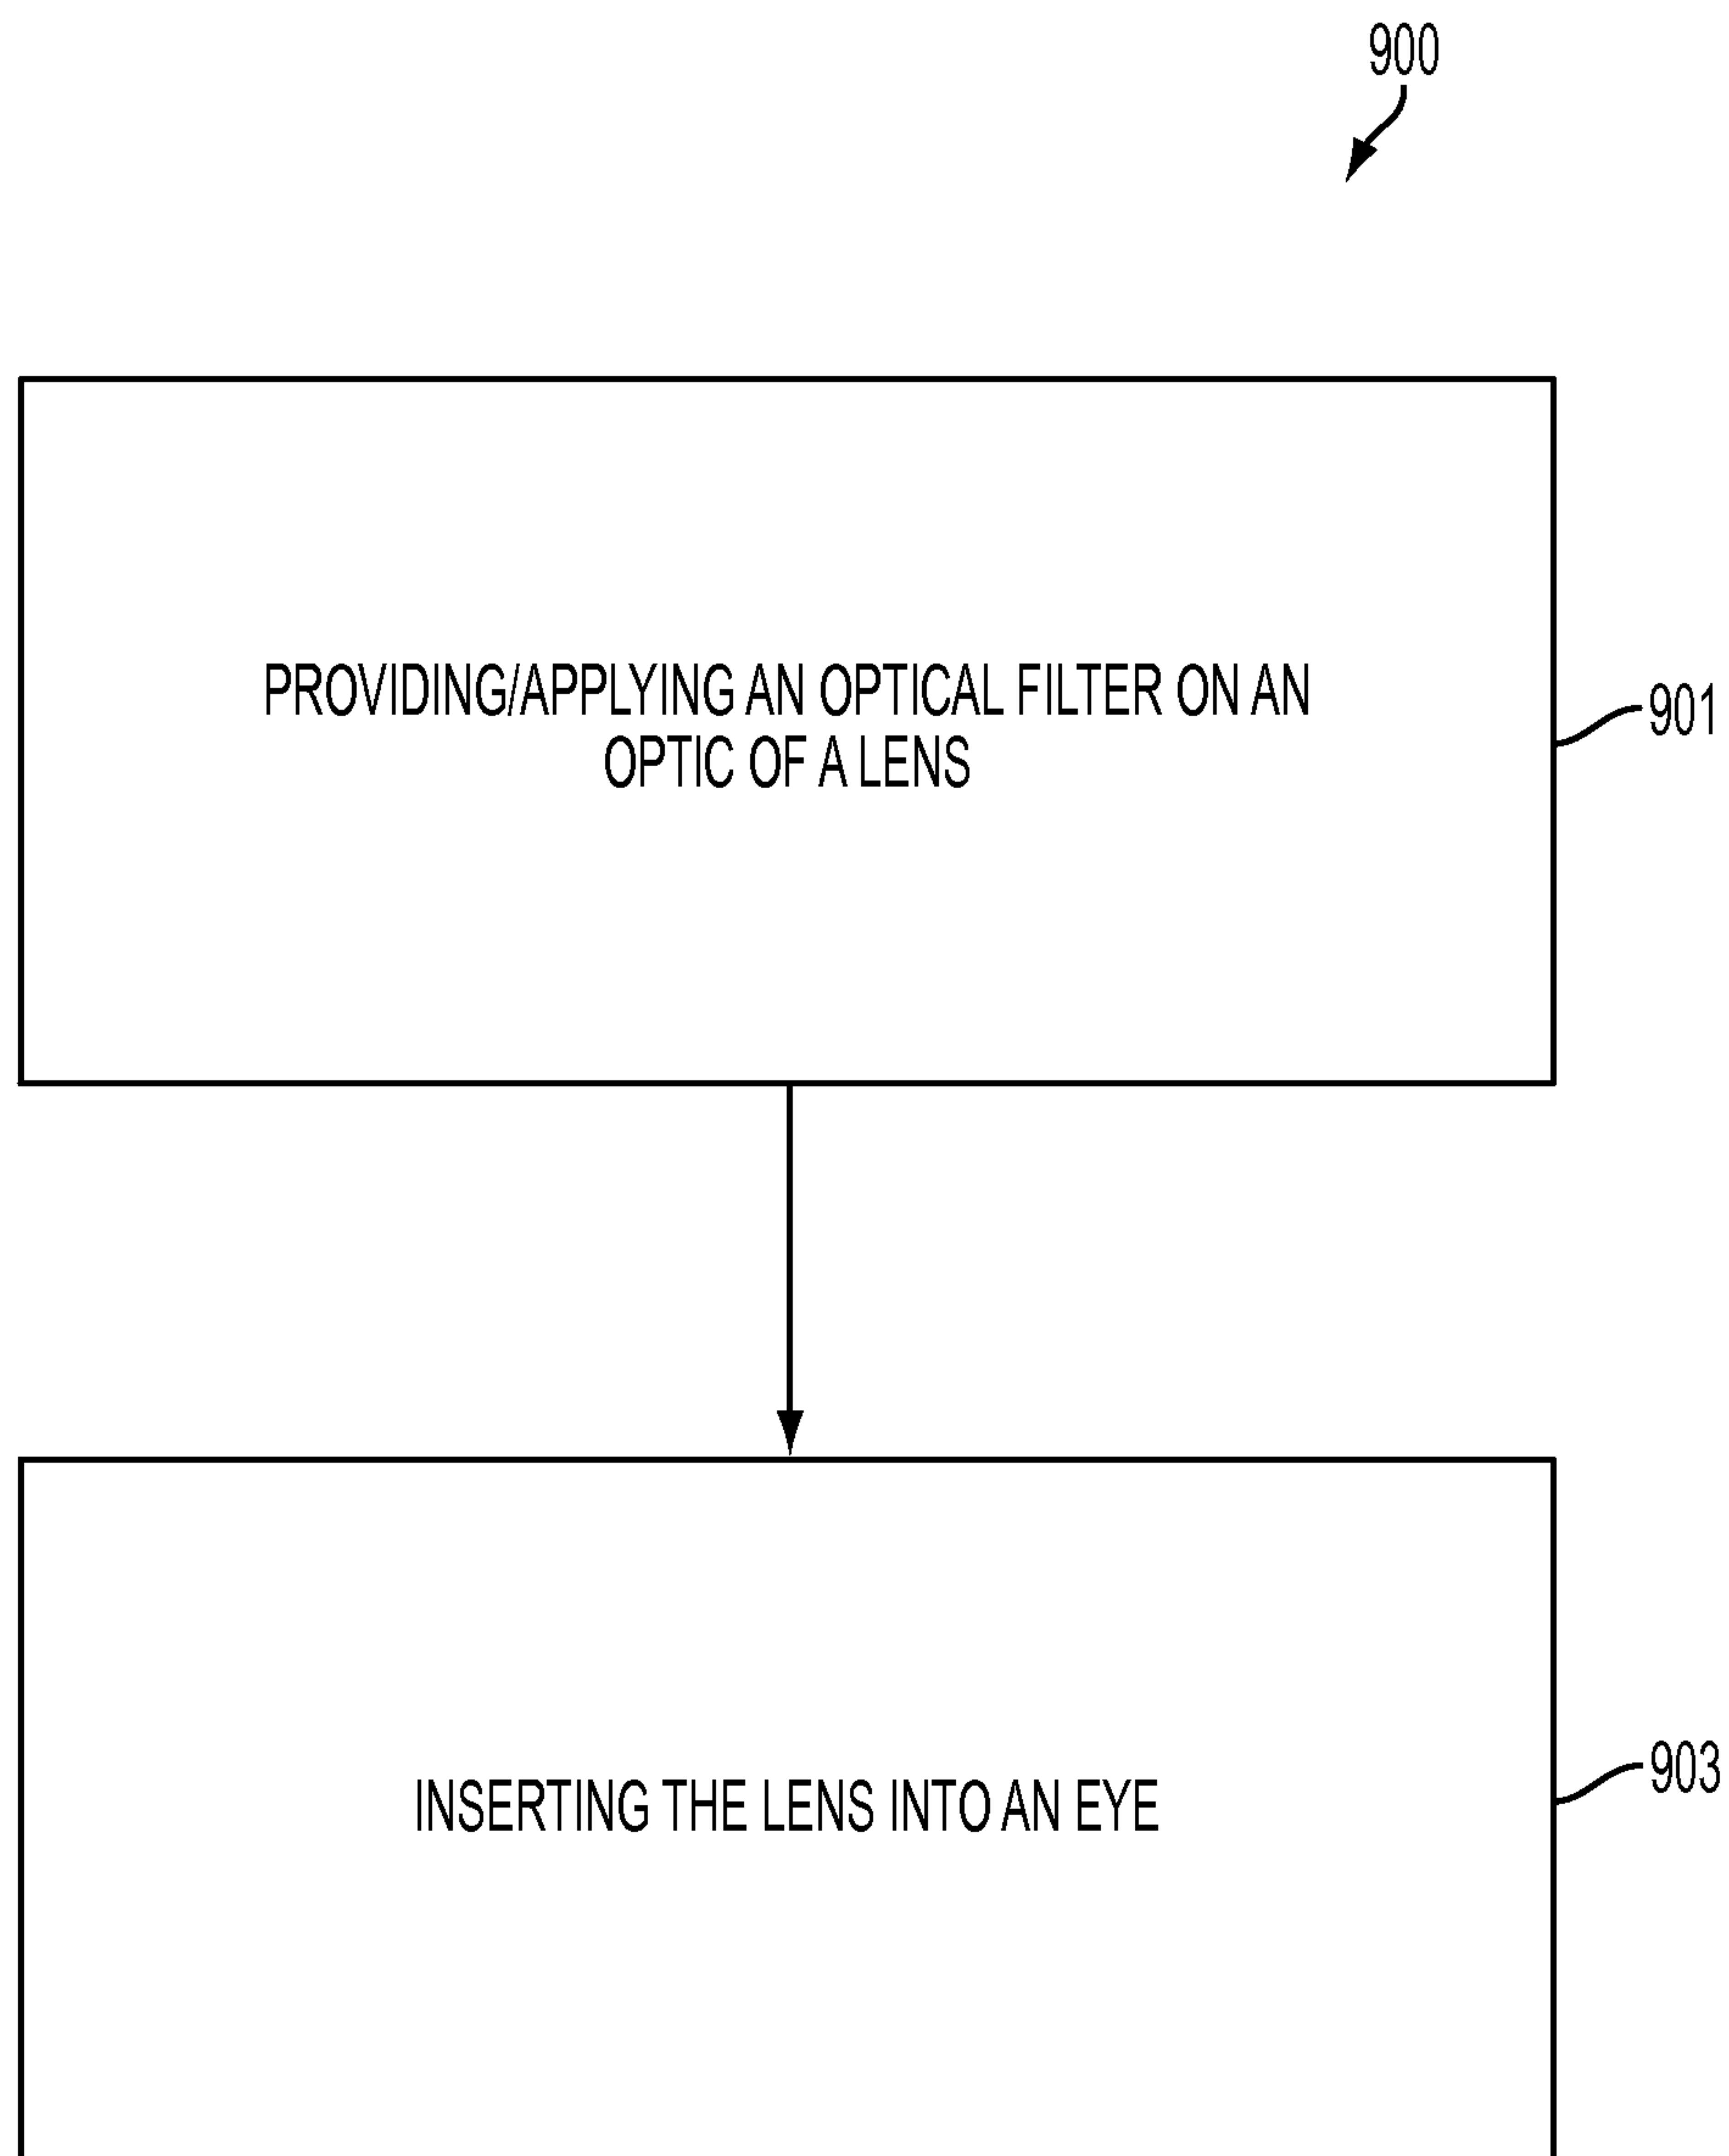 900
PROVIDING/APPLYING AN OPTICAL FILTER ON AN
OPTIC OF A LENS
901
INSERTING THE LENS INTO AN EYE
903